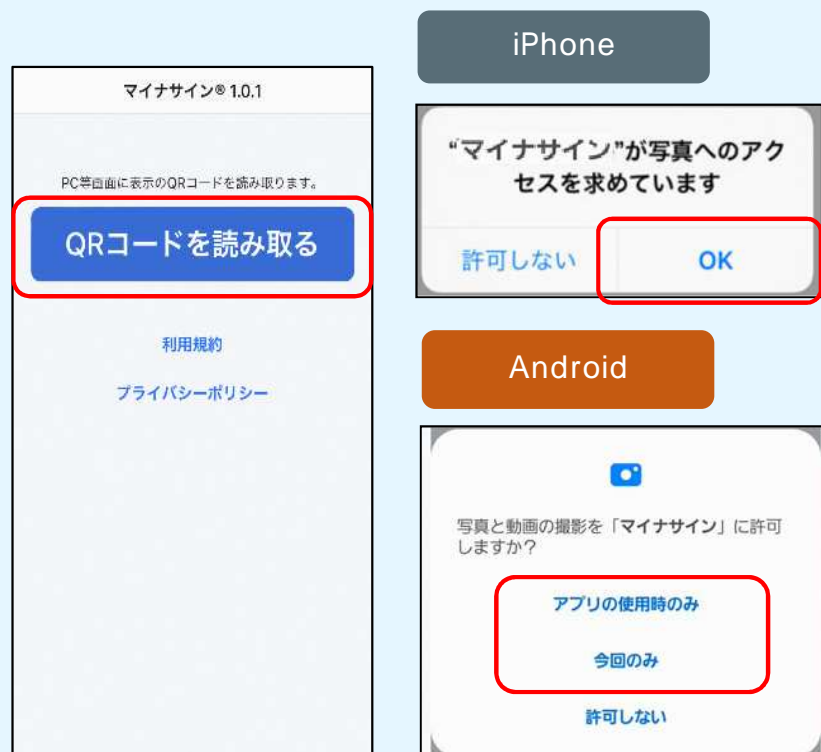 マイナサイン® 1.0.1
PC等画面に表示のQRコードを読み取ります。
QRコードを読み取る
利用規約
プライバシーポリシー
iPhone
“マイナサイン”が写真へのアク
セスを求めています
許可しない
OK
Android
写真と動画の撮影を「マイナサイン」に許可
しますか？
アプリの使用時のみ
今回のみ
許可しない